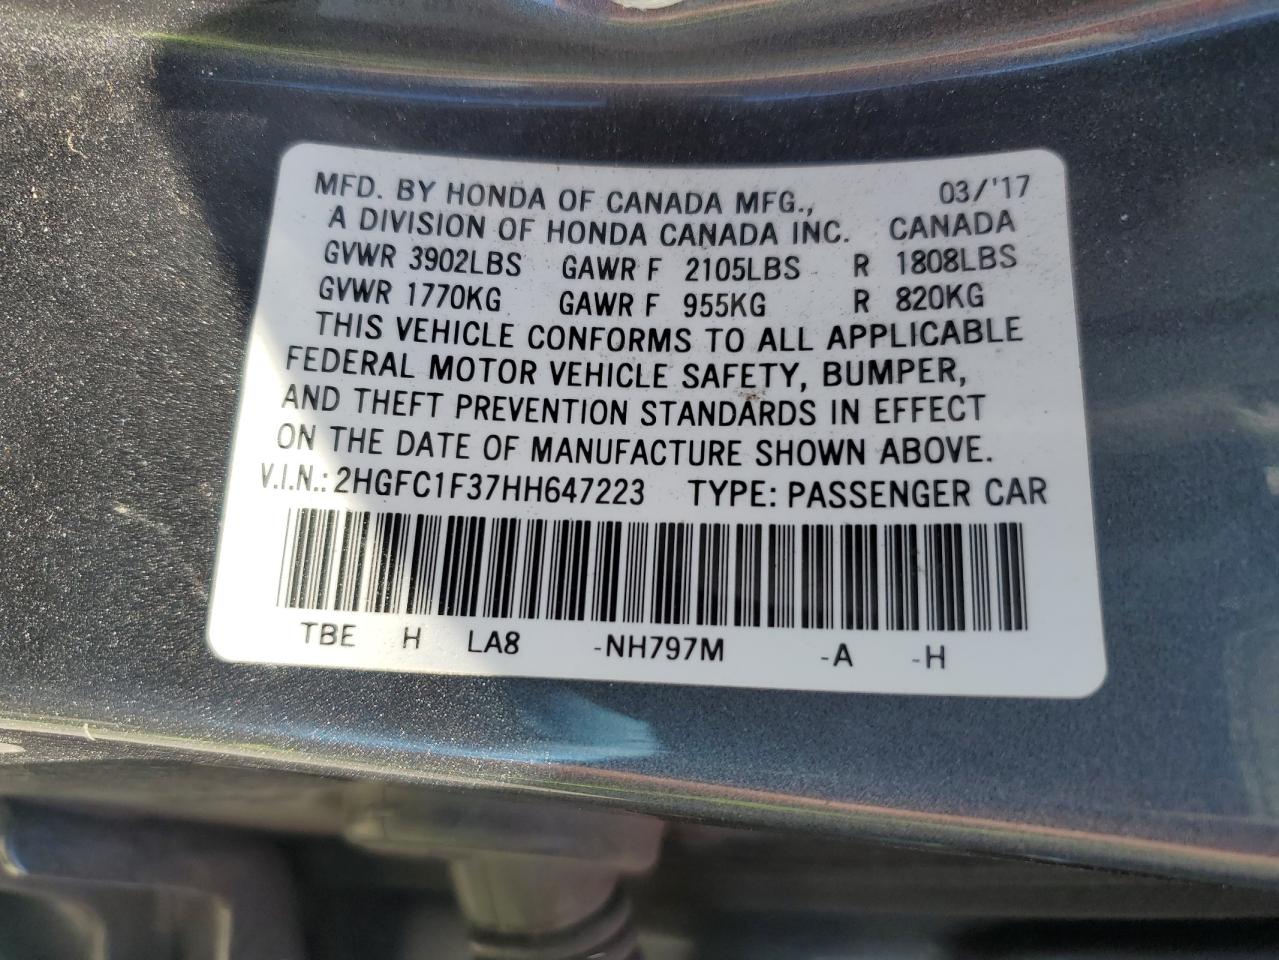 MFD. BY HONDA OF CANADA MFG., 03/'17
A DIVISION OF HONDA CANADA INC. CANADA
GVWR 3902LBS GAWR F 2105LBS R 1808LBS
GVWR 1770KG GAWR F 955KG R 820KG
THIS VEHICLE CONFORMS TO ALL APPLICABLE
FEDERAL MOTOR VEHICLE SAFETY, BUMPER,
AND THEFT PREVENTION STANDARDS IN EFFECT
ON THE DATE OF MANUFACTURE SHOWN ABOVE.
V.I.N.: 2HGFC1F37HH647223 TYPE: PASSENGER CAR
TBE H LA8 -NH797M -A -H